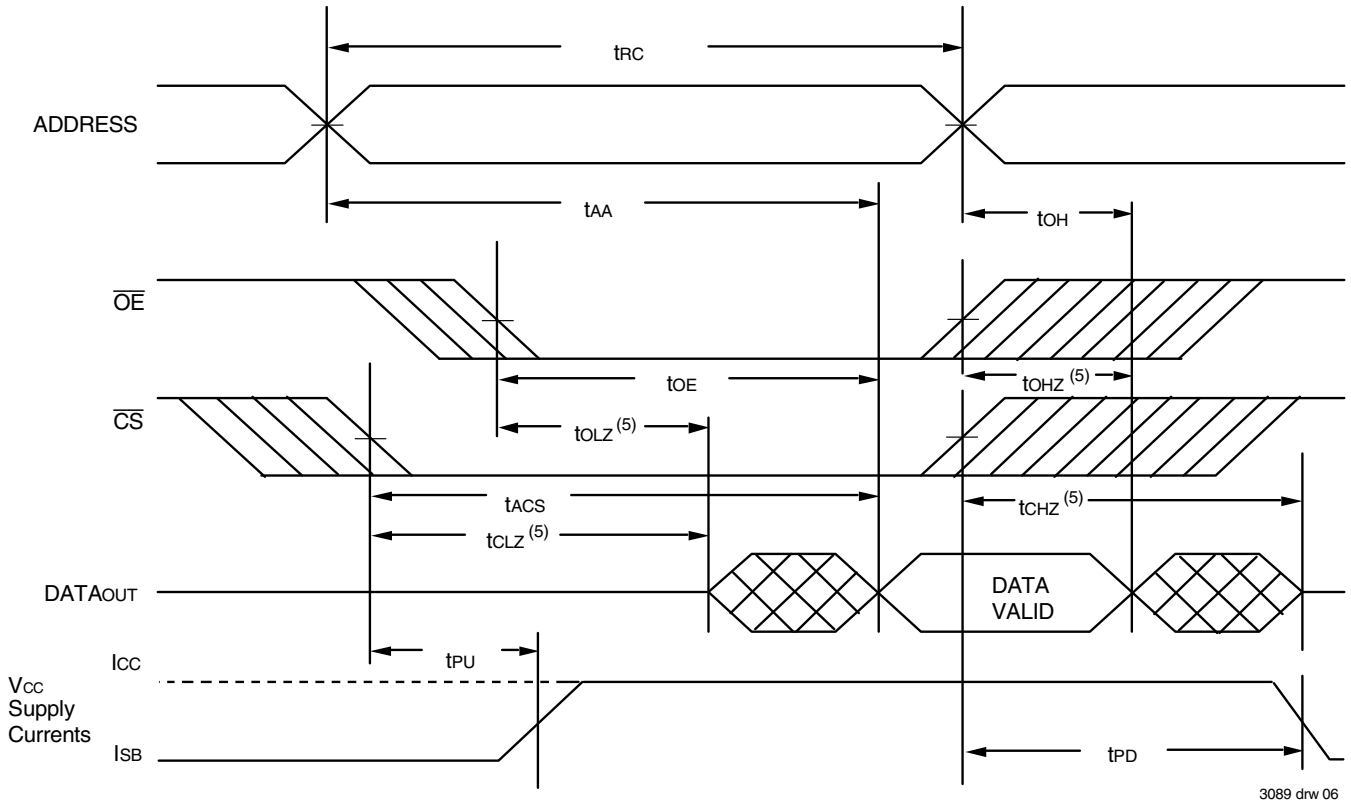 tRC
ADDRESS
tAA
tOH
OE
tOE
tOHZ (5)
CS
tOLZ (5)
tACS
tCHZ (5)
tCLZ (5)
DATAOUT
DATA
VALID
ICC
tPU
VCC
Supply
Currents
ISB
tPD
3089 drw 06